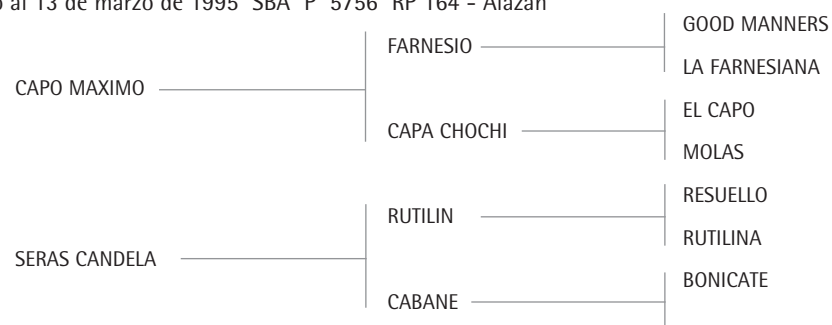 al 13 de marzo de 1995 SBA P 5756 RP 164 - Alazán
GOOD MANNERS
FARNESIO
LA FARNESIANA
CAPO MAXIMO
EL CAPO
CAPA CHOCHI
MOLAS
RESUELLO
RUTILIN
RUTILINA
SERAS CANDELA
BONICATE
CABANE